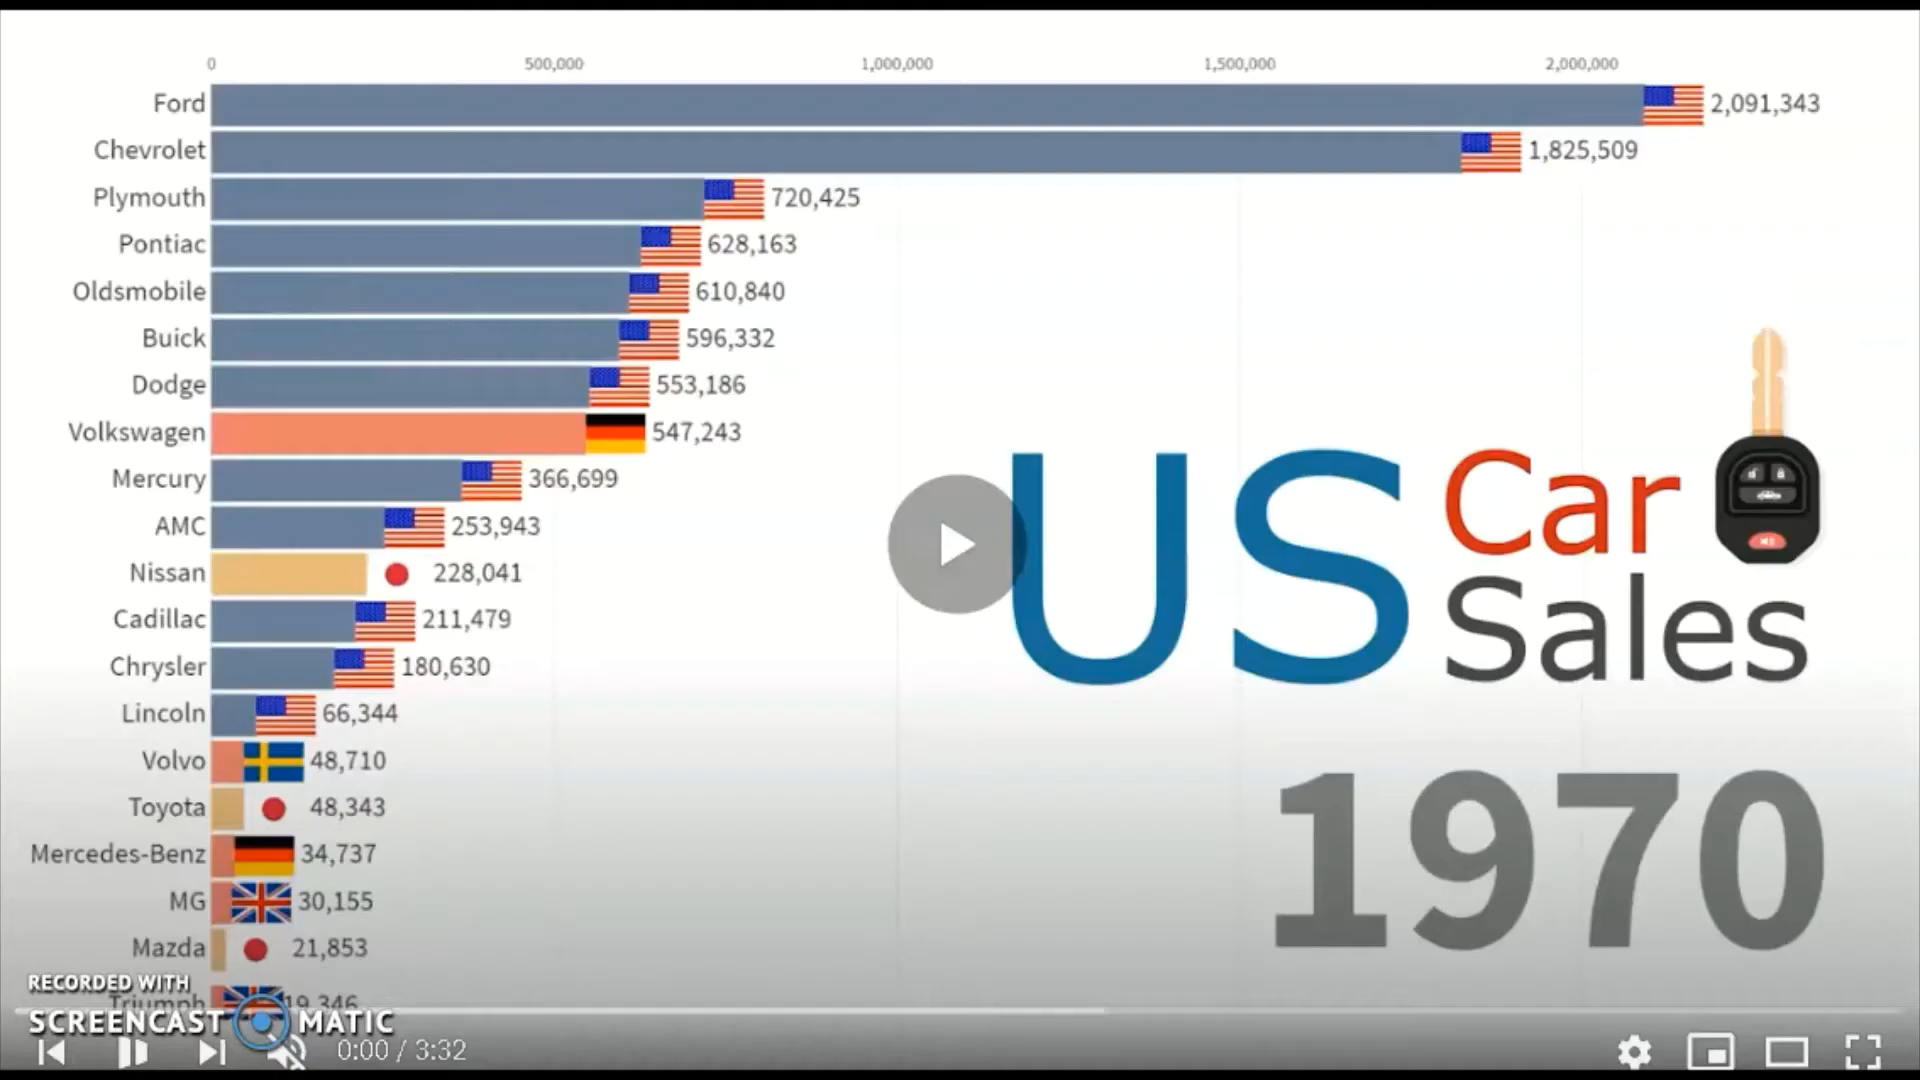 0 500,000 1,000,000 1,500,000 2,000,000
Ford 2,091,343
Chevrolet 1,825,509
Plymouth 720,425
Pontiac 628,163
Oldsmobile 610,840
Buick 596,332
Dodge 553,186
Volkswagen 547,243
Mercury 366,699
AMC 253,943
Nissan 228,041
Cadillac 211,479
Chrysler 180,630
Lincoln 66,344
Volvo 48,710
Toyota 48,343
Mercedes-Benz 34,737
MG 30,155
Mazda 21,853
Triumph 19,346
US Car Sales
1970
RECORDED WITH
SCREENCAST MATIC
0:00 / 3:32